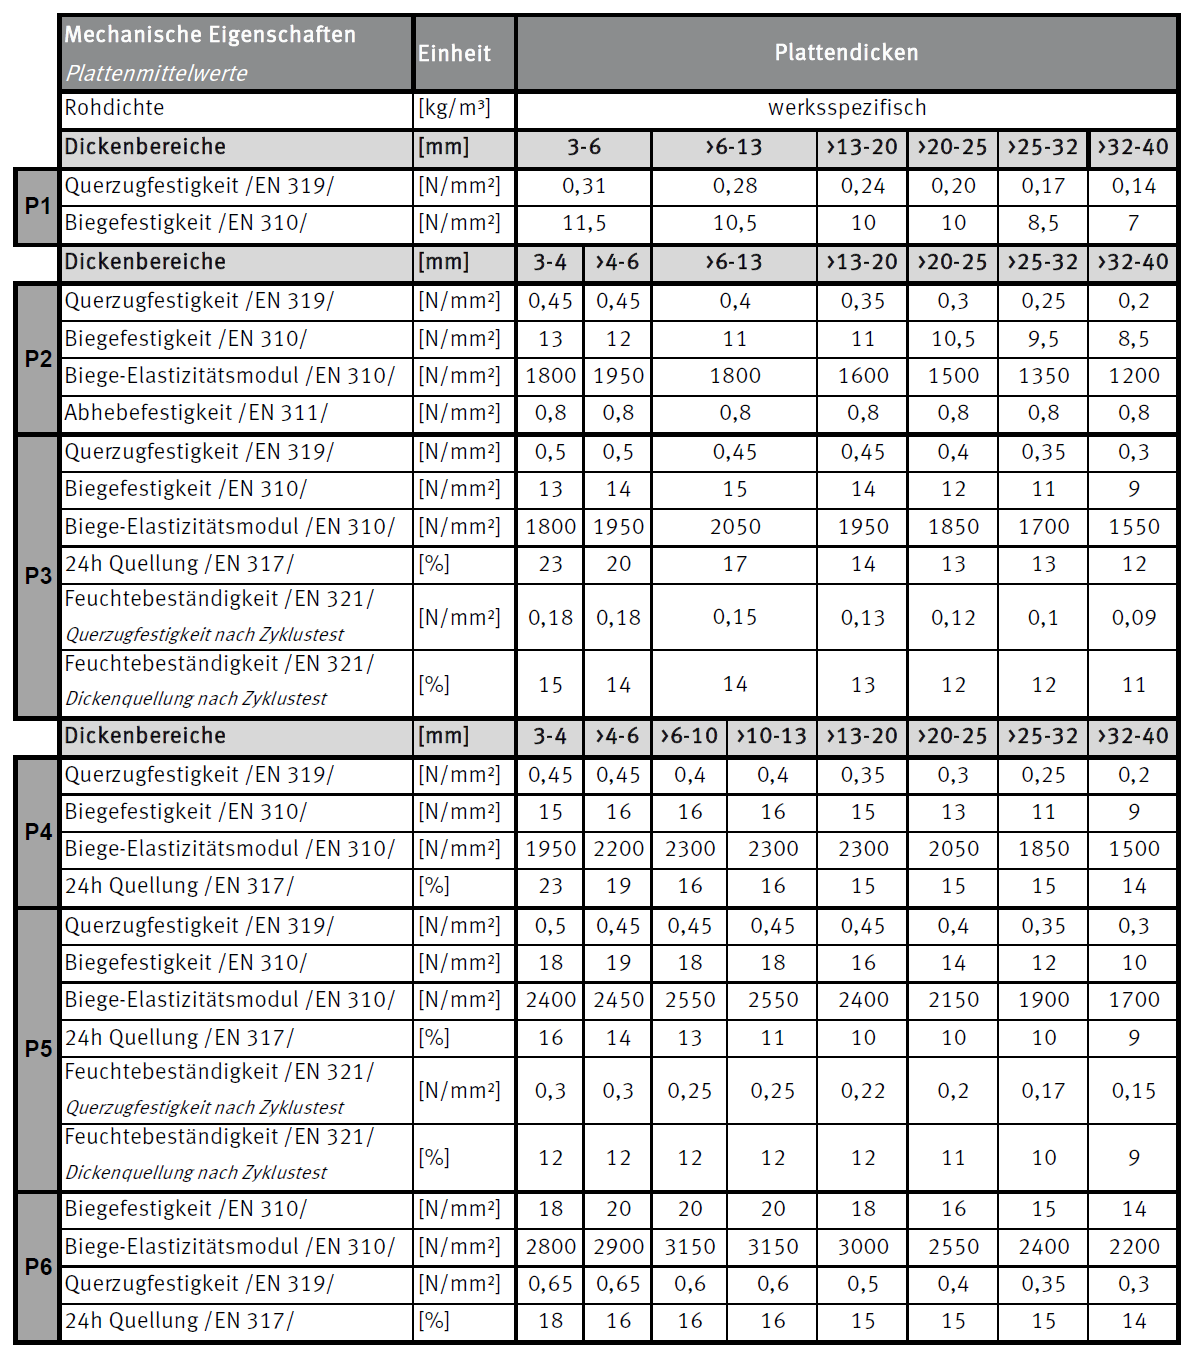 Mechanische Eigenschaften
Plattenmittelwerte
Einheit
Plattendicken
Rohdichte [kg/m³] werksspezifisch
Dickenbereiche [mm] 3-6 >6-13 >13-20 >20-25 >25-32 >32-40
P1
Querzugfestigkeit /EN 319/ [N/mm²] 0,31 0,28 0,24 0,20 0,17 0,14
Biegefestigkeit /EN 310/ [N/mm²] 11,5 10,5 10 10 8,5 7
Dickenbereiche [mm] 3-4 >4-6 >6-13 >13-20 >20-25 >25-32 >32-40
P2
Querzugfestigkeit /EN 319/ [N/mm²] 0,45 0,45 0,4 0,35 0,3 0,25 0,2
Biegefestigkeit /EN 310/ [N/mm²] 13 12 11 11 10,5 9,5 8,5
Biege-Elastizitätsmodul /EN 310/ [N/mm²] 1800 1950 1800 1600 1500 1350 1200
Abhebefestigkeit /EN 311/ [N/mm²] 0,8 0,8 0,8 0,8 0,8 0,8 0,8
P3
Querzugfestigkeit /EN 319/ [N/mm²] 0,5 0,5 0,45 0,45 0,4 0,35 0,3
Biegefestigkeit /EN 310/ [N/mm²] 13 14 15 14 12 11 9
Biege-Elastizitätsmodul /EN 310/ [N/mm²] 1800 1950 2050 1950 1850 1700 1550
24h Quellung /EN 317/ [%] 23 20 17 14 13 13 12
Feuchtebeständigkeit /EN 321/
Querzugfestigkeit nach Zyklustest
[N/mm²] 0,18 0,18 0,15 0,13 0,12 0,1 0,09
Feuchtebeständigkeit /EN 321/
Dickenquellung nach Zyklustest
[%] 15 14 14 13 12 12 11
Dickenbereiche [mm] 3-4 >4-6 >6-10 >10-13 >13-20 >20-25 >25-32 >32-40
P4
Querzugfestigkeit /EN 319/ [N/mm²] 0,45 0,45 0,4 0,4 0,35 0,3 0,25 0,2
Biegefestigkeit /EN 310/ [N/mm²] 15 16 16 16 15 13 11 9
Biege-Elastizitätsmodul /EN 310/ [N/mm²] 1950 2200 2300 2300 2300 2050 1850 1500
24h Quellung /EN 317/ [%] 23 19 16 16 15 15 15 14
P5
Querzugfestigkeit /EN 319/ [N/mm²] 0,5 0,45 0,45 0,45 0,45 0,4 0,35 0,3
Biegefestigkeit /EN 310/ [N/mm²] 18 19 18 18 16 14 12 10
Biege-Elastizitätsmodul /EN 310/ [N/mm²] 2400 2450 2550 2550 2400 2150 1900 1700
24h Quellung /EN 317/ [%] 16 14 13 11 10 10 10 9
Feuchtebeständigkeit /EN 321/
Querzugfestigkeit nach Zyklustest
[N/mm²] 0,3 0,3 0,25 0,25 0,22 0,2 0,17 0,15
Feuchtebeständigkeit /EN 321/
Dickenquellung nach Zyklustest
[%] 12 12 12 12 12 11 10 9
P6
Biegefestigkeit /EN 310/ [N/mm²] 18 20 20 20 18 16 15 14
Biege-Elastizitätsmodul /EN 310/ [N/mm²] 2800 2900 3150 3150 3000 2550 2400 2200
Querzugfestigkeit /EN 319/ [N/mm²] 0,65 0,65 0,6 0,6 0,5 0,4 0,35 0,3
24h Quellung /EN 317/ [%] 18 16 16 16 15 15 15 14